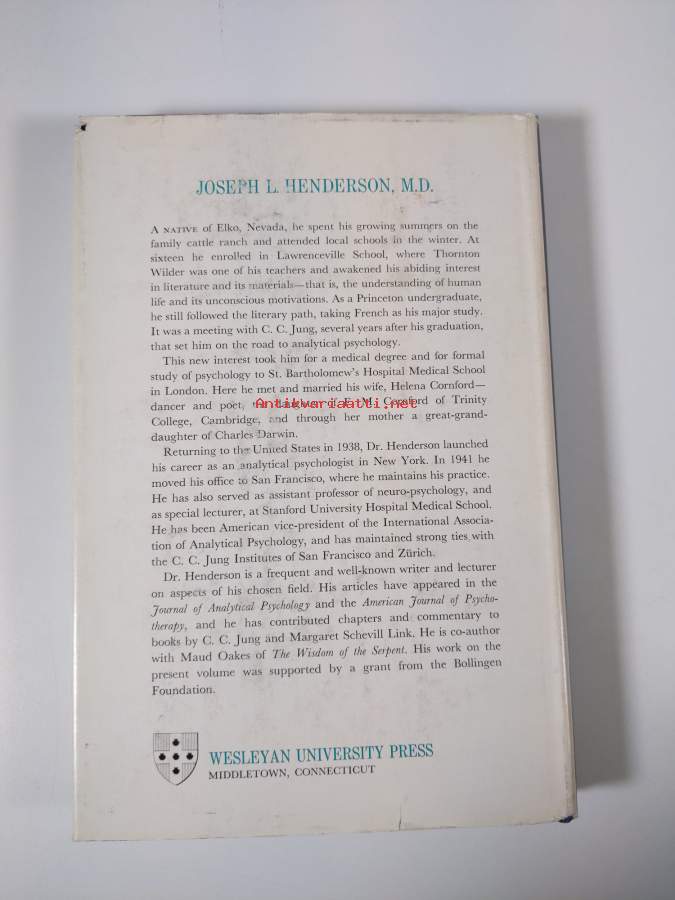 JOSEPH L. HENDERSON, M.D.
A NATIVE of Elko, Nevada, he spent his growing summers on the
family cattle ranch and attended local schools in the winter. At
sixteen he enrolled in Lawrenceville School, where Thornton
Wilder was one of his teachers and awakened his abiding interest
in literature and its materials—that is, the understanding of human
life and its unconscious motivations. As a Princeton undergraduate,
he still followed the literary path, taking French as his major study.
It was a meeting with C. C. Jung, several years after his graduation,
that set him on the road to analytical psychology.
This new interest took him for a medical degree and for formal
study of psychology to St. Bartholomew's Hospital Medical School
in London. Here he met and married his wife, Helena Cornford—
dancer and poet, daughter of F. M. Cornford of Trinity
Antikvariaatti.net
College, Cambridge, and through her mother a great-grand-
daughter of Charles Darwin.
Returning to the United States in 1938, Dr. Henderson launched
his career as an analytical psychologist in New York. In 1941 he
moved his office to San Francisco, where he maintains his practice.
He has also served as assistant professor of neuro-psychology, and
as special lecturer, at Stanford University Hospital Medical School.
He has been American vice-president of the International Associa-
tion of Analytical Psychology, and has maintained strong ties with
the C. C. Jung Institutes of San Francisco and Zürich.
Dr. Henderson is a frequent and well-known writer and lecturer
on aspects of his chosen field. His articles have appeared in the
Journal of Analytical Psychology and the American Journal of Psycho-
therapy, and he has contributed chapters and commentary to
books by C. C. Jung and Margaret Schevill Link. He is co-author
with Maud Oakes of The Wisdom of the Serpent. His work on the
present volume was supported by a grant from the Bollingen
Foundation.
WESLEYAN UNIVERSITY PRESS
MIDDLETOWN, CONNECTICUT